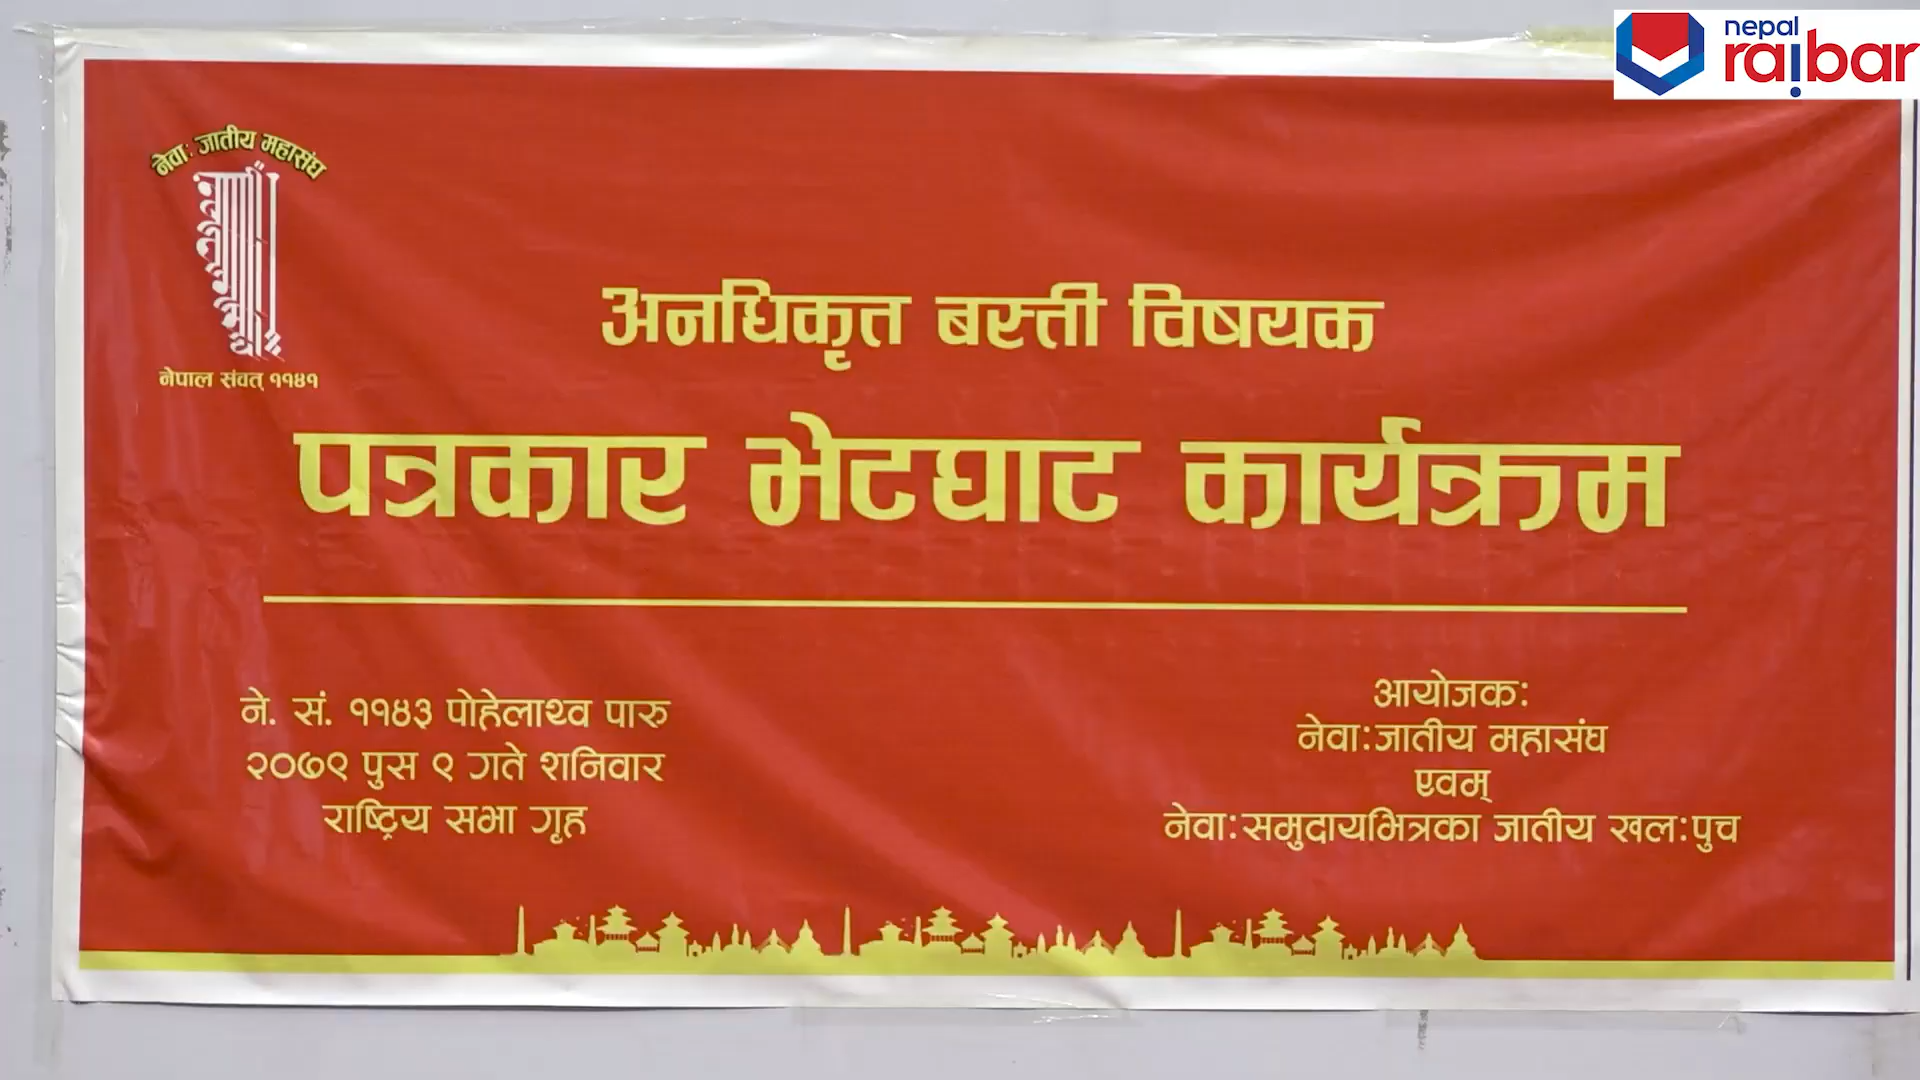 nepal
raibar
नेवाः जातीय महासंघ
नेपाल संवत् ११४१
अनधिकृत बस्ती विषयक
पत्रकार भेटघाट कार्यक्रम
ने. सं. ११४३ पोहेलाथ्व पारु
२०७९ पुस ९ गते शनिवार
राष्ट्रिय सभा गृह
आयोजकः
नेवाःजातीय महासंघ
एवम्
नेवाःसमुदायभित्रका जातीय खलःपुच